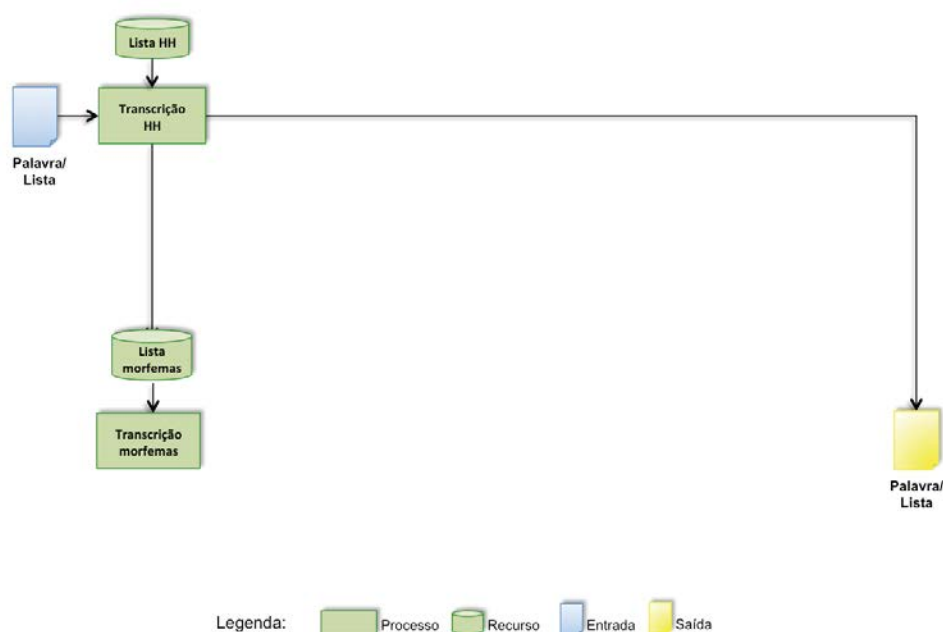 Lista HH
Transcrição
HH
Palavra/
Lista
Lista
morfemas
Transcrição
morfemas
Palavra/
Lista
Legenda: Processo Recurso Entrada Saída